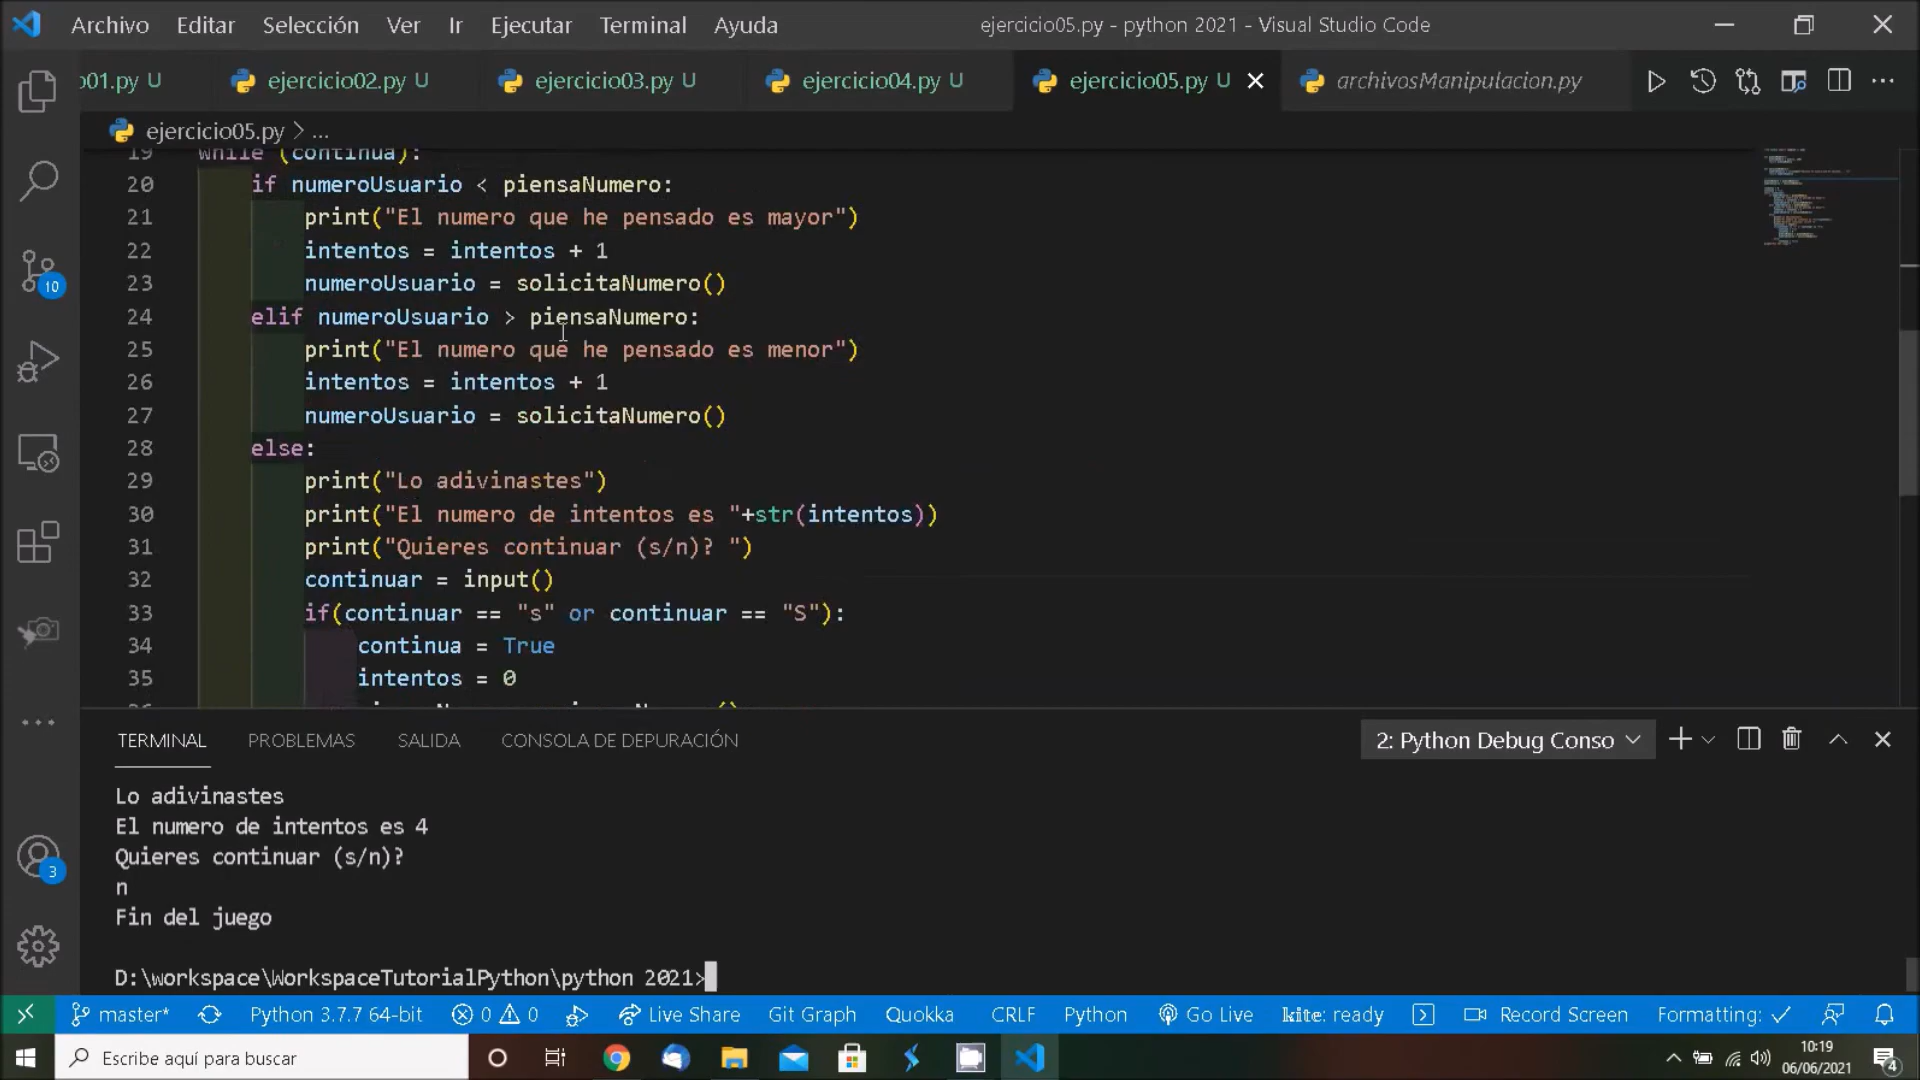 Archivo Editar Selección Ver Ir Ejecutar Terminal Ayuda ejercicio05.py - python 2021 - Visual Studio Code
o01.py U ejercicio02.py U ejercicio03.py U ejercicio04.py U ejercicio05.py U archivosManipulacion.py
ejercicio05.py > ...
19 while (continua):
20 if numeroUsuario < piensaNumero:
21 print("El numero que he pensado es mayor")
22 intentos = intentos + 1
23 numeroUsuario = solicitaNumero()
24 elif numeroUsuario > piensaNumero:
25 print("El numero que he pensado es menor")
26 intentos = intentos + 1
27 numeroUsuario = solicitaNumero()
28 else:
29 print("Lo adivinastes")
30 print("El numero de intentos es "+str(intentos))
31 print("Quieres continuar (s/n)? ")
32 continuar = input()
33 if(continuar == "s" or continuar == "S"):
34 continua = True
35 intentos = 0
10
3
TERMINAL PROBLEMAS SALIDA CONSOLA DE DEPURACIÓN 2: Python Debug Conso
Lo adivinastes
El numero de intentos es 4
Quieres continuar (s/n)?
n
Fin del juego
D:\workspace\WorkspaceTutorialPython\python 2021>
master* Python 3.7.7 64-bit 0 0 Live Share Git Graph Quokka CRLF Python Go Live kite: ready Record Screen Formatting: ✓
Escribe aquí para buscar
10:19
06/06/2021
4